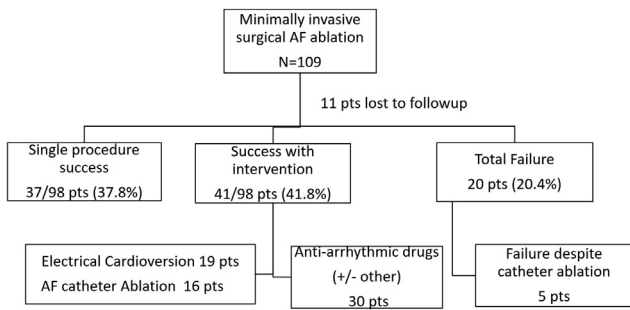 Minimally invasive
surgical AF ablation
N=109
11 pts lost to followup
Single procedure
success
37/98 pts (37.8%)
Success with
intervention
41/98 pts (41.8%)
Total Failure
20 pts (20.4%)
Electrical Cardioversion 19 pts
AF catheter Ablation 16 pts
Anti-arrhythmic drugs
(+/- other)
30 pts
Failure despite
catheter ablation
5 pts